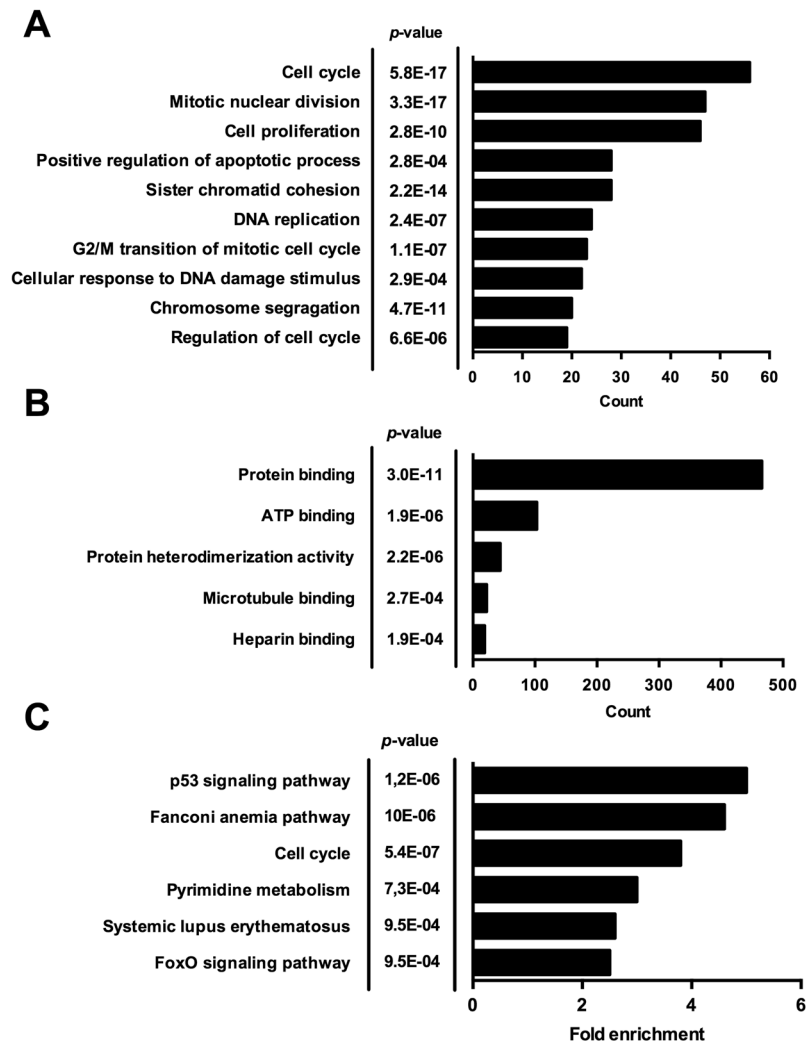 A
p-value
Cell cycle 5.8E-17
Mitotic nuclear division 3.3E-17
Cell proliferation 2.8E-10
Positive regulation of apoptotic process 2.8E-04
Sister chromatid cohesion 2.2E-14
DNA replication 2.4E-07
G2/M transition of mitotic cell cycle 1.1E-07
Cellular response to DNA damage stimulus 2.9E-04
Chromosome segragation 4.7E-11
Regulation of cell cycle 6.6E-06
0 10 20 30 40 50 60
Count
B
p-value
Protein binding 3.0E-11
ATP binding 1.9E-06
Protein heterodimerization activity 2.2E-06
Microtubule binding 2.7E-04
Heparin binding 1.9E-04
0 100 200 300 400 500
Count
C
p-value
p53 signaling pathway 1,2E-06
Fanconi anemia pathway 10E-06
Cell cycle 5.4E-07
Pyrimidine metabolism 7,3E-04
Systemic lupus erythematosus 9.5E-04
FoxO signaling pathway 9.5E-04
0 2 4 6
Fold enrichment